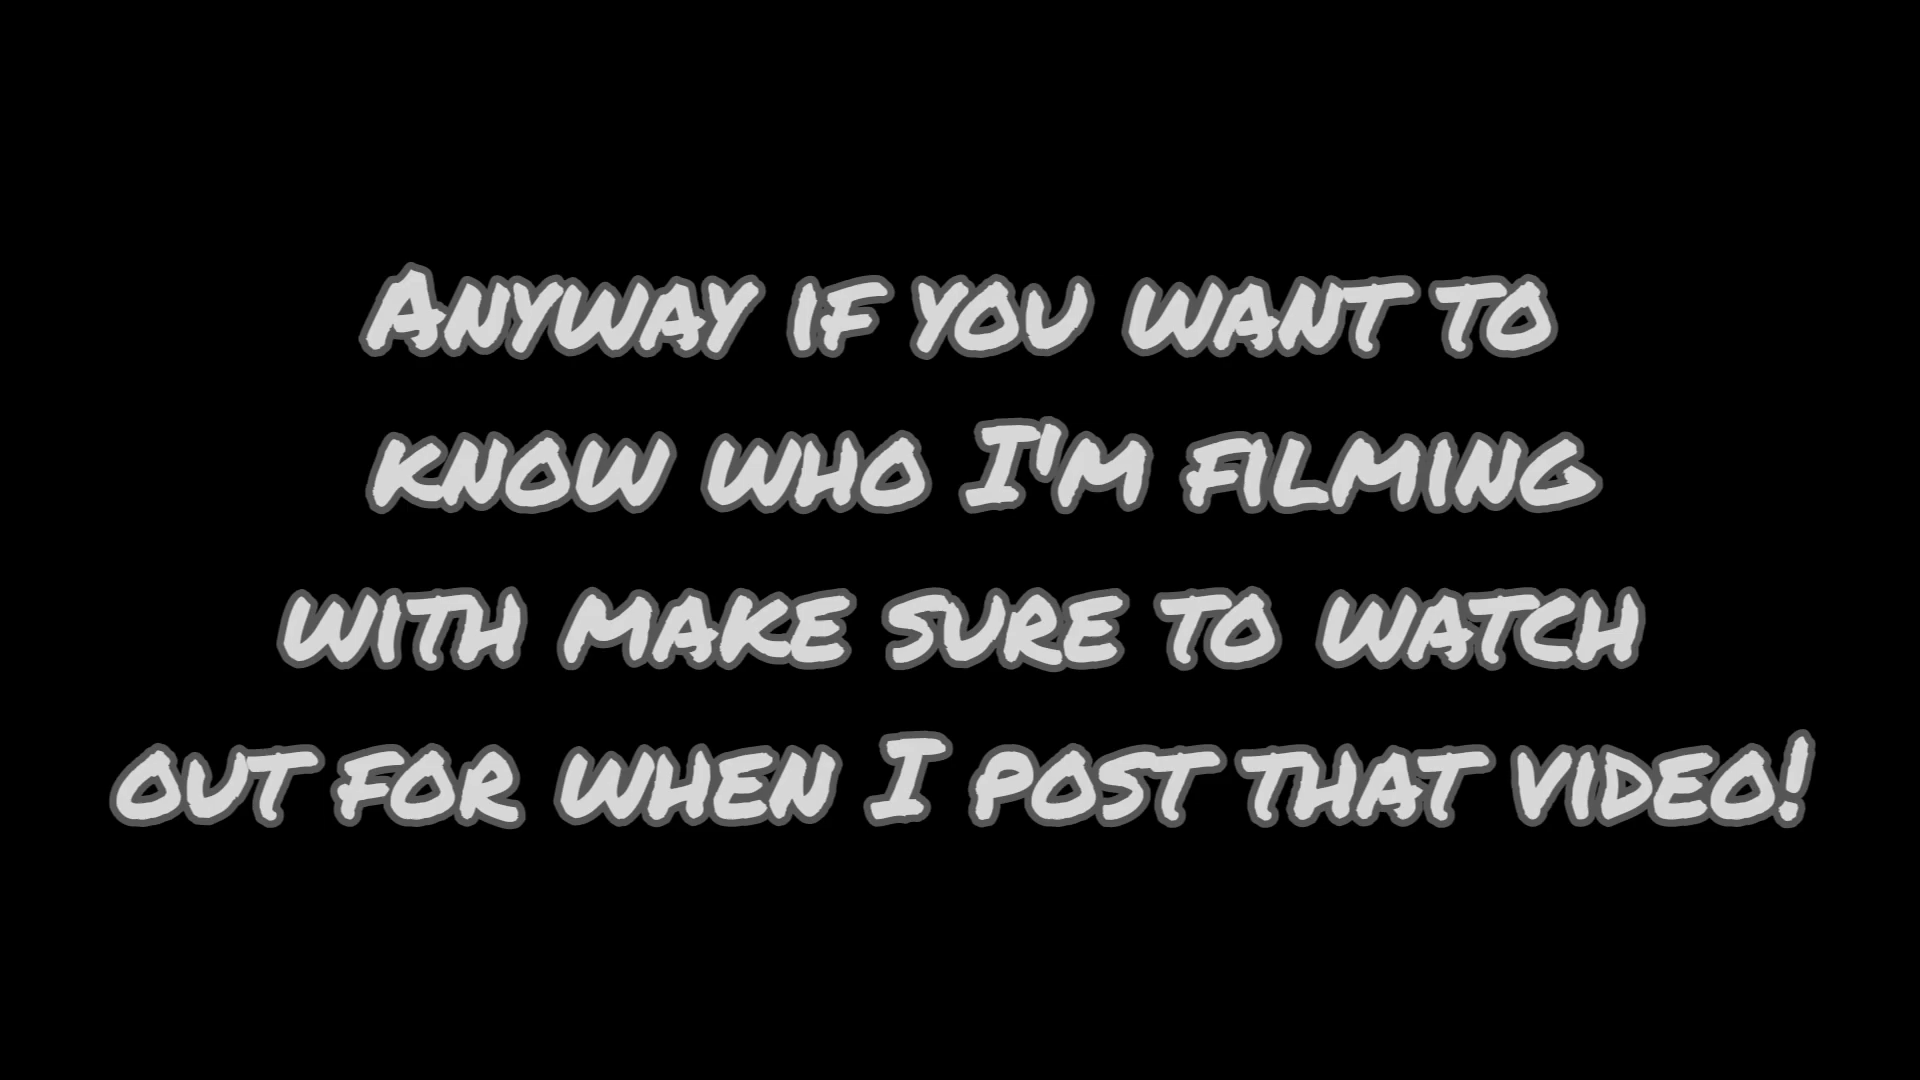 Anyway if you want to
know who I'm filming
with make sure to watch
out for when I post that video!